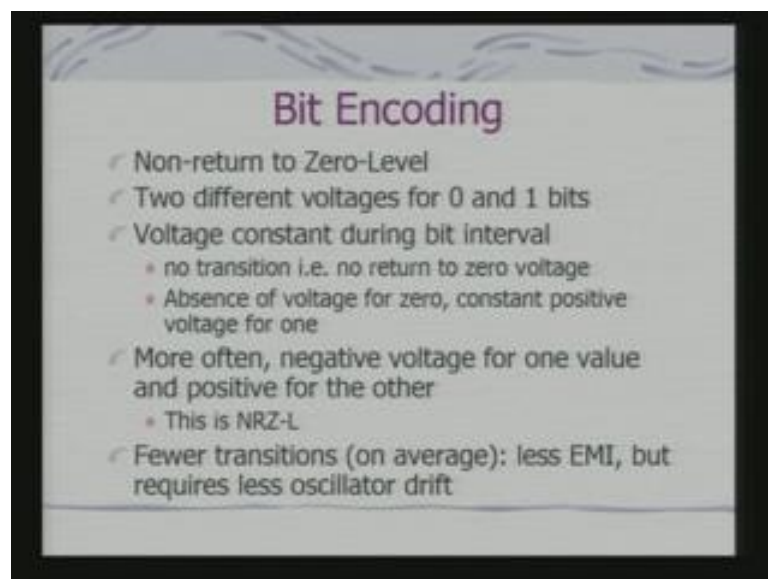 Bit Encoding
Non-return to Zero-Level
Two different voltages for 0 and 1 bits
Voltage constant during bit interval
no transition i.e. no return to zero voltage
Absence of voltage for zero, constant positive
voltage for one
More often, negative voltage for one value
and positive for the other
This is NRZ-L
Fewer transitions (on average): less EMI, but
requires less oscillator drift